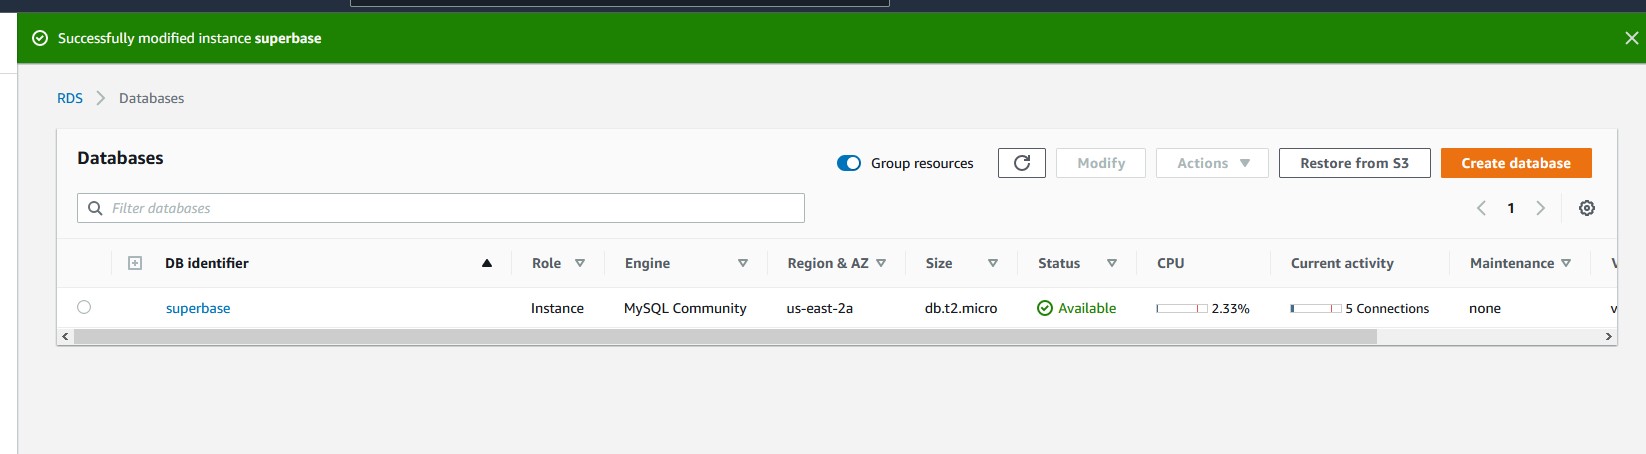 Successfully modified instance superbase
RDS Databases
Databases
Group resources Modify Actions Restore from S3 Create database
Filter databases
1
DB identifier Role Engine Region & AZ Size Status CPU Current activity Maintenance
superbase Instance MySQL Community us-east-2a db.t2.micro Available 2.33% 5 Connections none